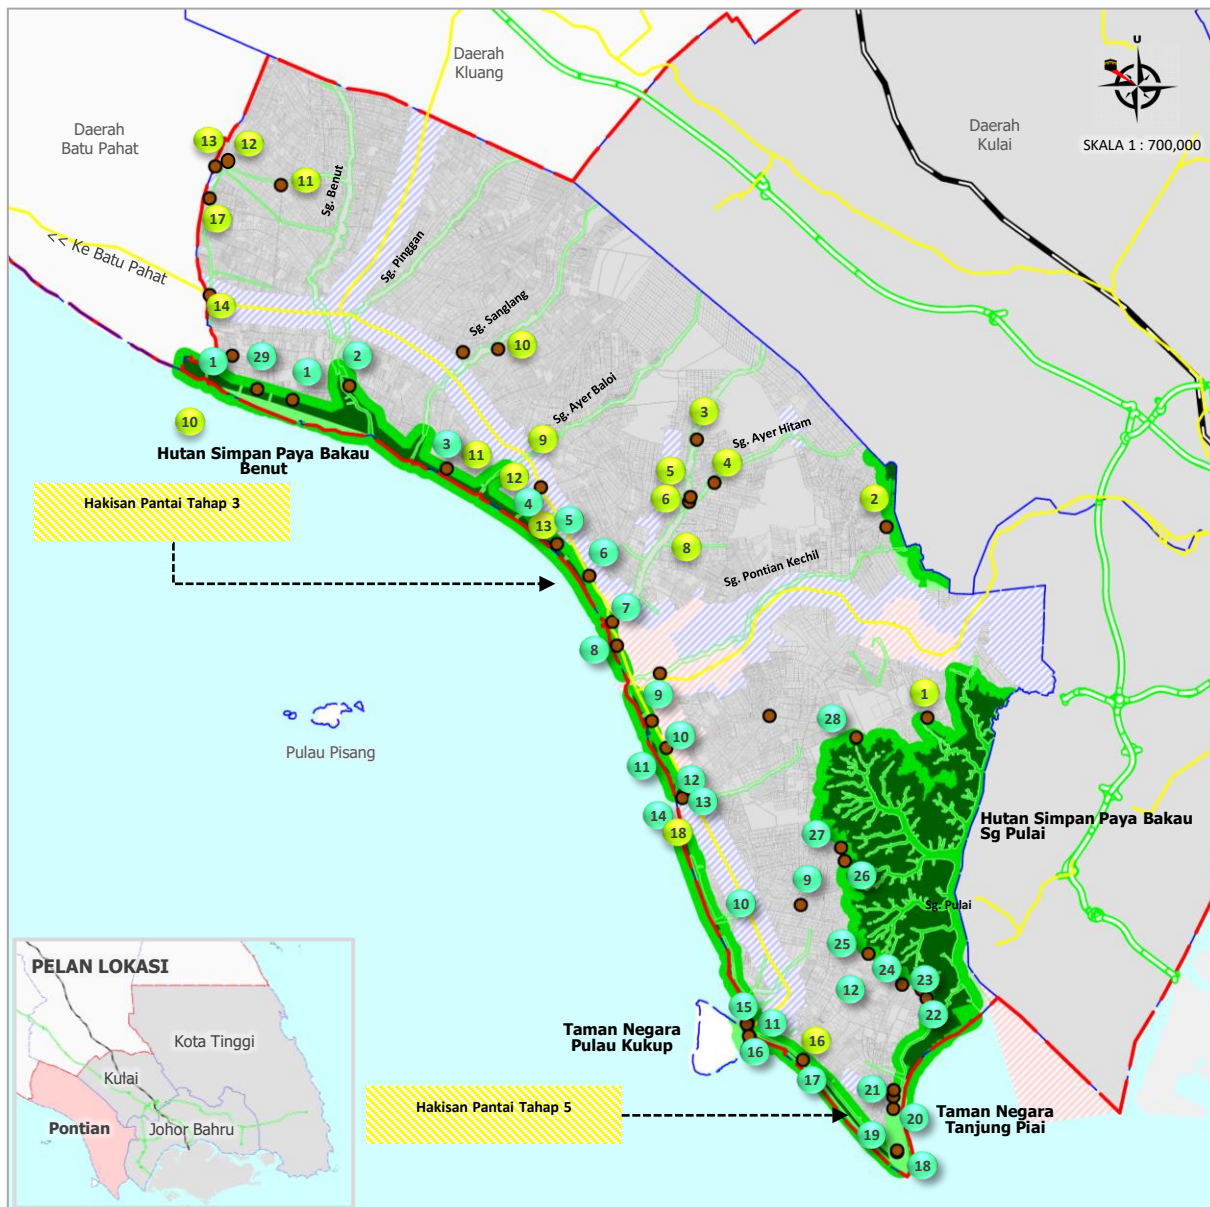 Daerah
Kluang
U
Daerah
Batu Pahat
Daerah
Kulai
SKALA 1 : 700,000
13
12
11
17
Sg. Benut
<< Ke Batu Pahat
Sg. Pinggan
14
Sg. Sanglang
10
1
29
1
2
Sg. Ayer Baloi
3
10
Hutan Simpan Paya Bakau
Benut
3
11
9
Sg. Ayer Hitam
5
4
12
6
2
Hakisan Pantai Tahap 3
4
13
5
8
6
Sg. Pontian Kechil
7
8
9
1
28
10
Pulau Pisang
11
12
13
14
18
27
Hutan Simpan Paya Bakau
Sg Pulai
9
26
10
Sg. Pulai
25
24
23
12
22
PELAN LOKASI
Kota Tinggi
Kulai
Pontian
Johor Bahru
15
11
Taman Negara
Pulau Kukup
16
16
17
21
Hakisan Pantai Tahap 5
20
Taman Negara
Tanjung Piai
19
18